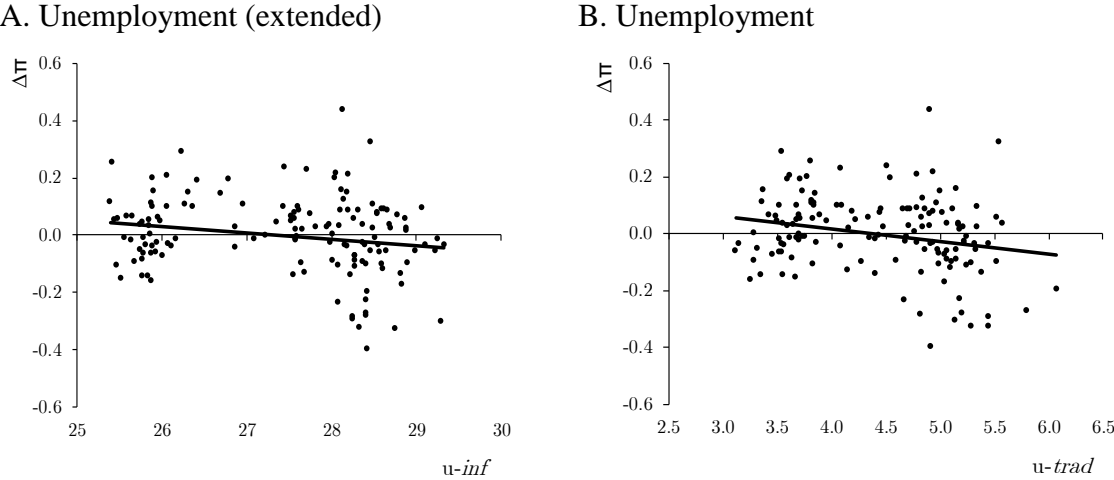 A. Unemployment (extended)
Δπ
0.6
0.4
0.2
0.0
-0.2
-0.4
-0.6
25 26 27 28 29 30
u-inf
B. Unemployment
Δπ
0.6
0.4
0.2
0.0
-0.2
-0.4
-0.6
2.5 3.0 3.5 4.0 4.5 5.0 5.5 6.0 6.5
u-trad